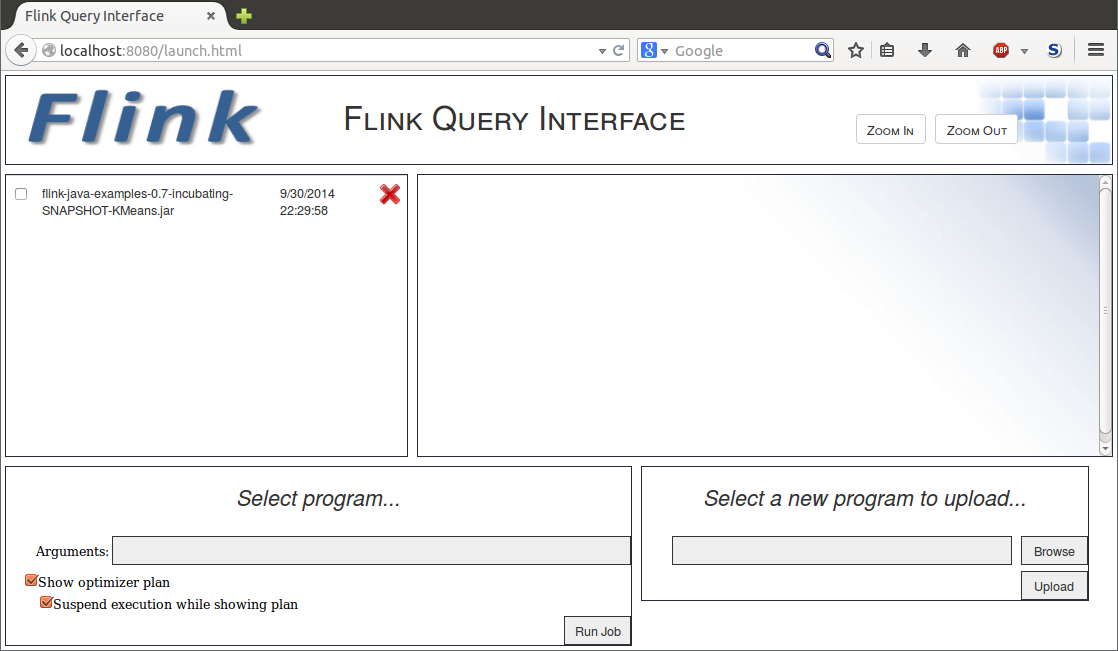 Flink Query Interface
localhost:8080/launch.html
8
Google
ABP
S
Flink
Flink Query Interface
Zoom In
Zoom Out
flink-java-examples-0.7-incubating-
SNAPSHOT-KMeans.jar
9/30/2014
22:29:58
Select program...
Arguments:
Show optimizer plan
Suspend execution while showing plan
Run Job
Select a new program to upload...
Browse
Upload